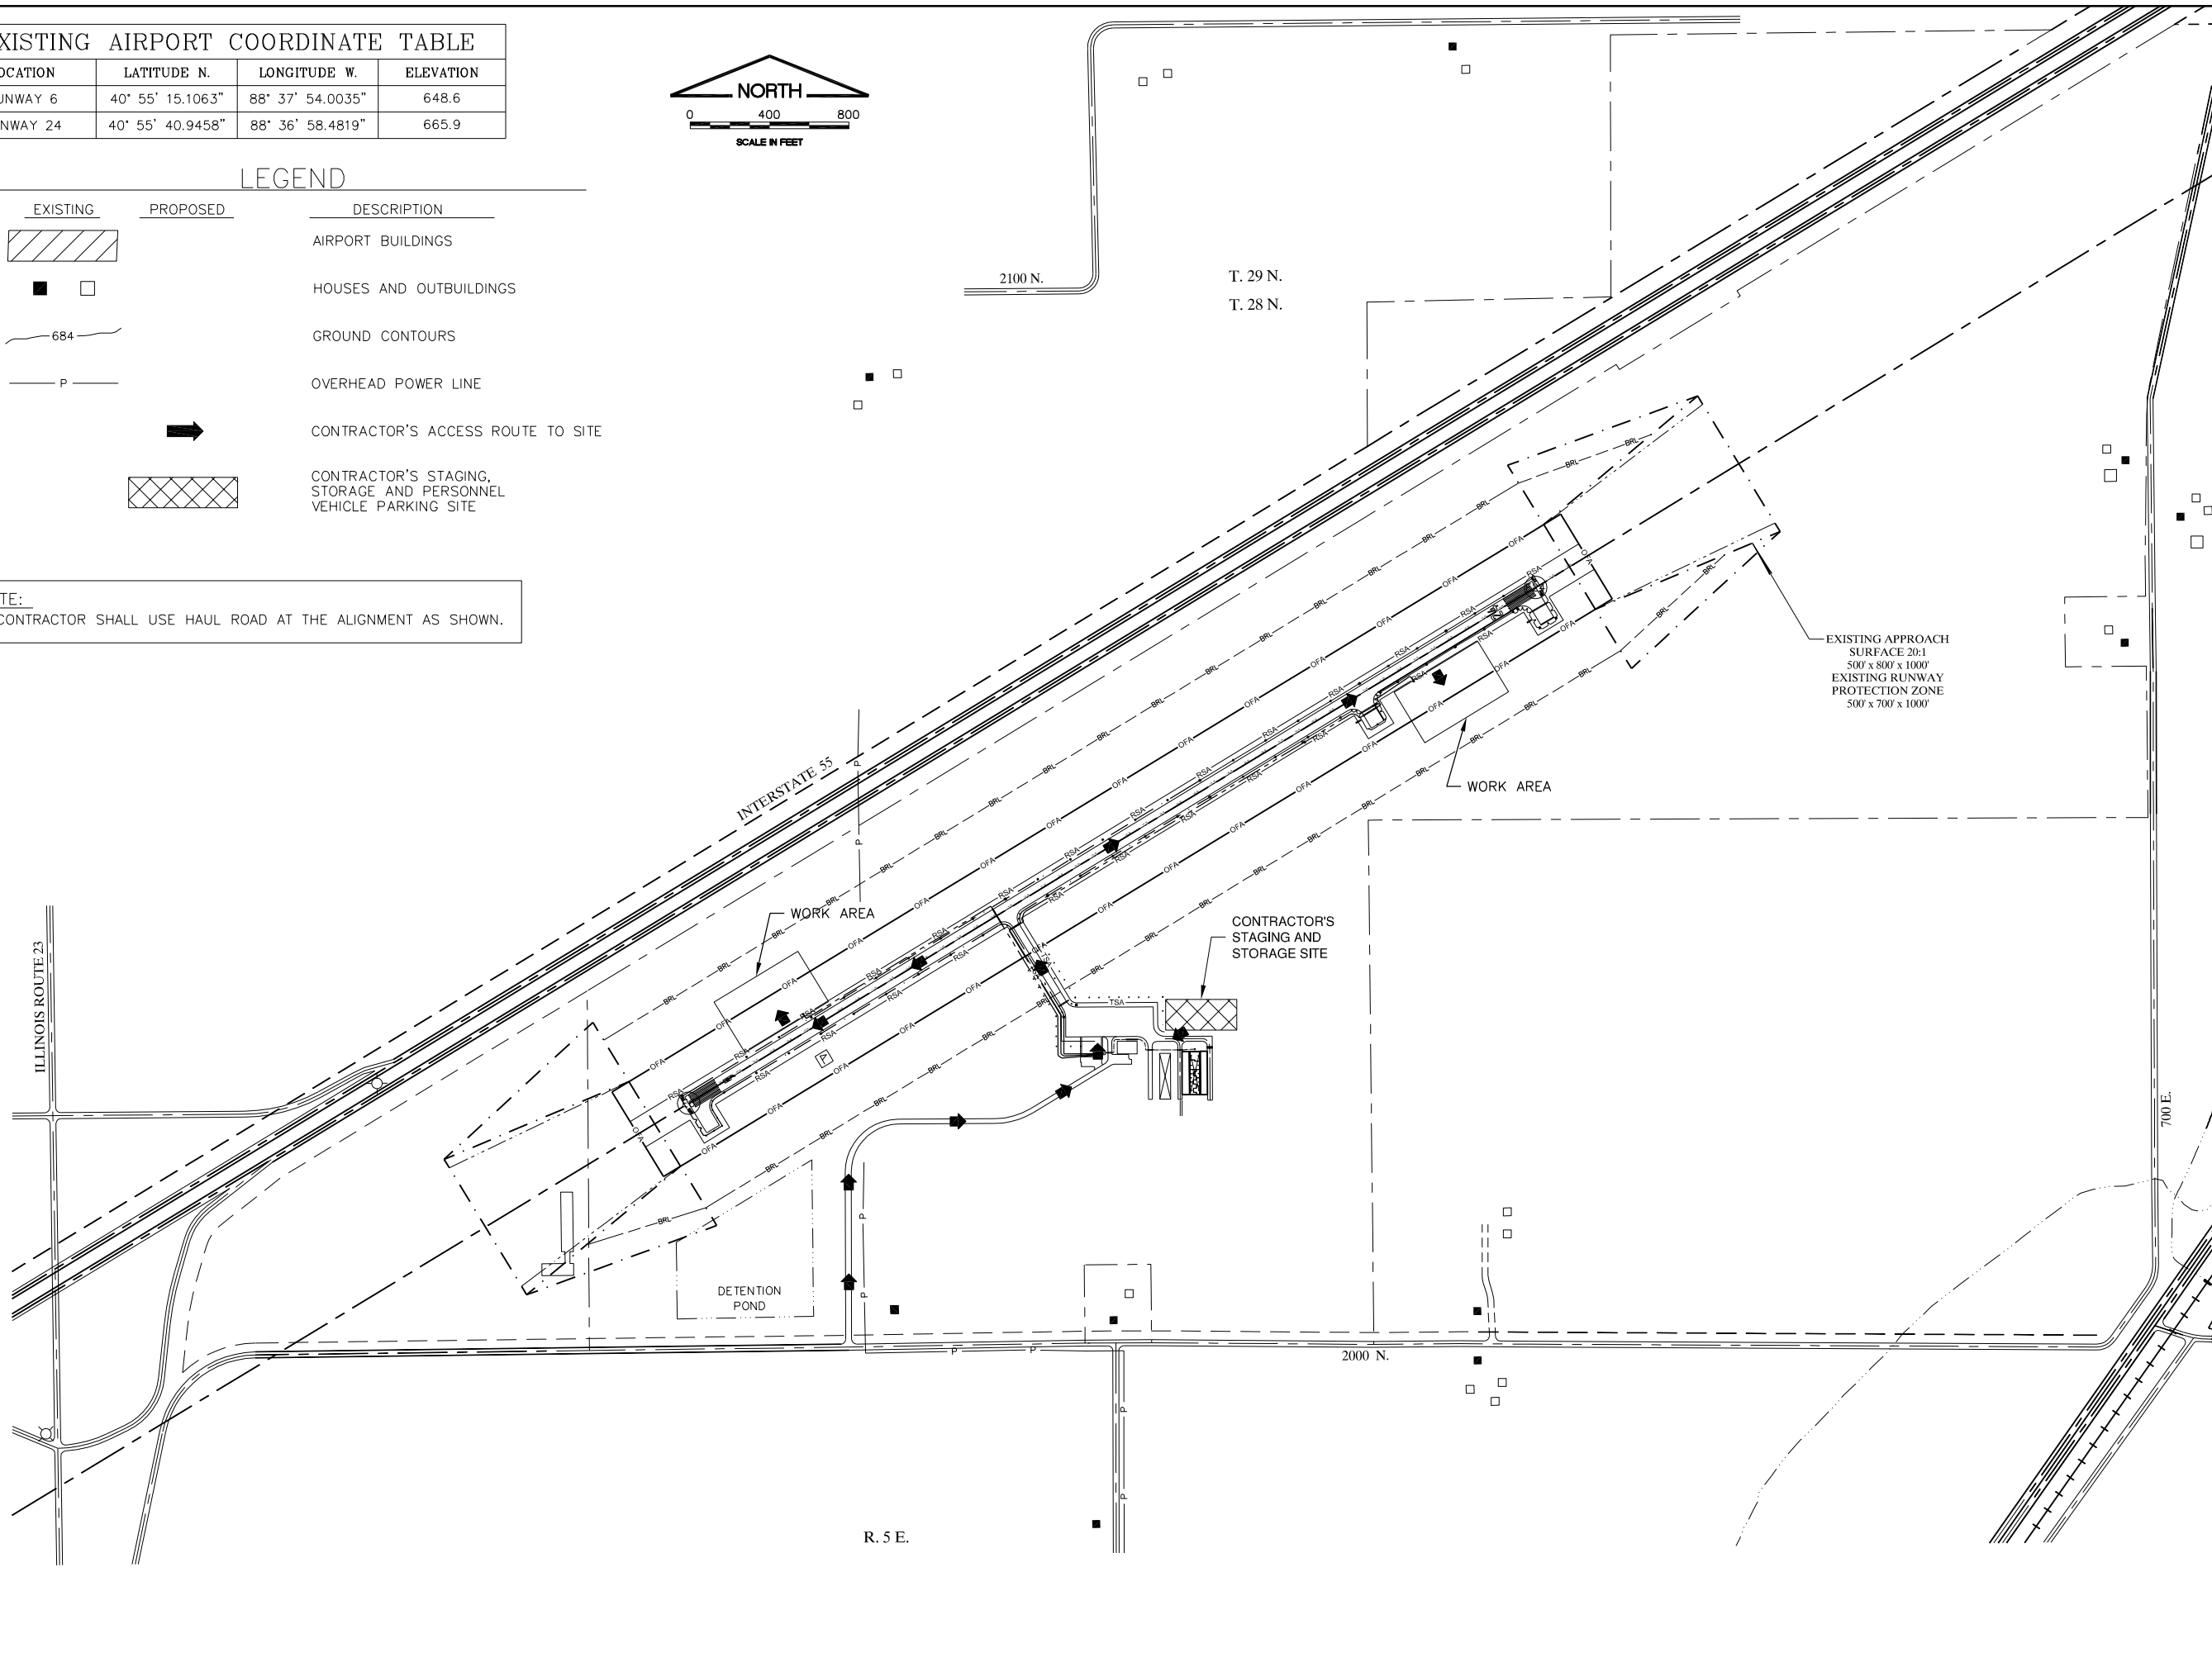 XISTING AIRPORT COORDINATE TABLE
OCATION LATITUDE N. LONGITUDE W. ELEVATION
UNWAY 6 40° 55' 15.1063" 88° 37' 54.0035" 648.6
NWAY 24 40° 55' 40.9458" 88° 36' 58.4819" 665.9
NORTH
0 400 800
SCALE IN FEET
LEGEND
EXISTING PROPOSED DESCRIPTION
AIRPORT BUILDINGS
HOUSES AND OUTBUILDINGS
684 GROUND CONTOURS
P OVERHEAD POWER LINE
CONTRACTOR'S ACCESS ROUTE TO SITE
CONTRACTOR'S STAGING,
STORAGE AND PERSONNEL
VEHICLE PARKING SITE
TE:
CONTRACTOR SHALL USE HAUL ROAD AT THE ALIGNMENT AS SHOWN.
2100 N.
T. 29 N.
T. 28 N.
EXISTING APPROACH
SURFACE 20:1
500' x 800' x 1000'
EXISTING RUNWAY
PROTECTION ZONE
500' x 700' x 1000'
INTERSTATE 55
WORK AREA
WORK AREA
CONTRACTOR'S
STAGING AND
STORAGE SITE
ILLINOIS ROUTE 23
BRL
OFA
RSA
TSA
P
700 E.
DETENTION
POND
2000 N.
R. 5 E.